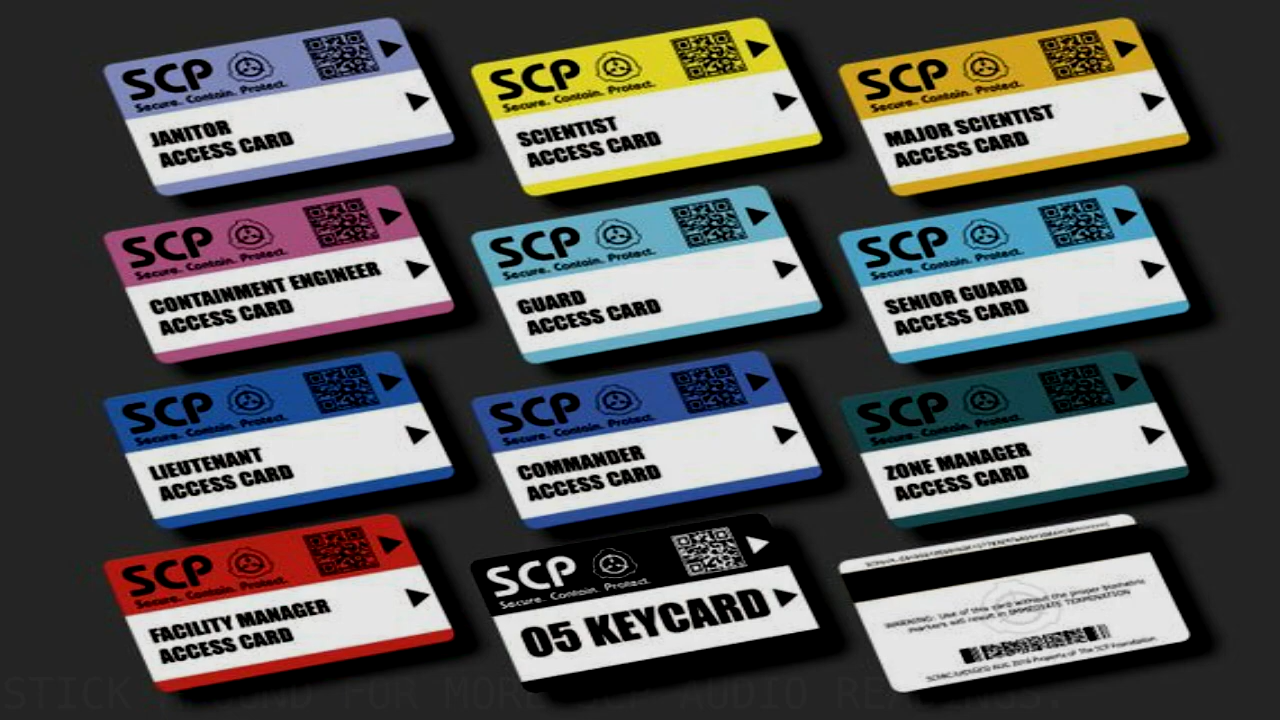 SCP
Secure. Contain. Protect.
JANITOR
ACCESS CARD
SCP
Secure. Contain. Protect.
SCIENTIST
ACCESS CARD
SCP
Secure. Contain. Protect.
MAJOR SCIENTIST
ACCESS CARD
SCP
Secure. Contain. Protect.
CONTAINMENT ENGINEER
ACCESS CARD
SCP
Secure. Contain. Protect.
GUARD
ACCESS CARD
SCP
Secure. Contain. Protect.
SENIOR GUARD
ACCESS CARD
SCP
Secure. Contain. Protect.
LIEUTENANT
ACCESS CARD
SCP
Secure. Contain. Protect.
COMMANDER
ACCESS CARD
SCP
Secure. Contain. Protect.
ZONE MANAGER
ACCESS CARD
SCP
Secure. Contain. Protect.
FACILITY MANAGER
ACCESS CARD
SCP
Secure. Contain. Protect.
O5 KEYCARD
WARNING: Use of this card without the proper biometric
markers will result in IMMEDIATE TERMINATION
AUG 2016 Property of The SCP Foundation
STICK AROUND FOR MORE SCP AUDIO READINGS.